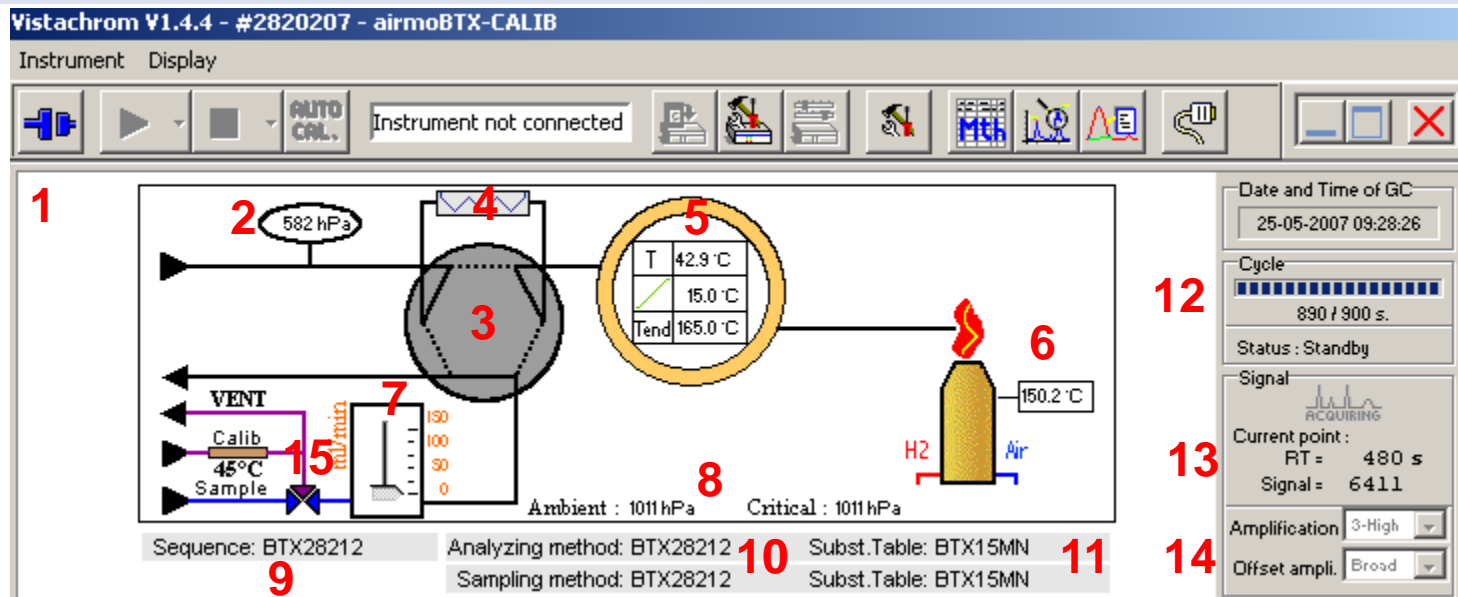 Vistachrom V1.4.4 - #2820207 - airmoBTX-CALIB
Instrument Display
AUTO
CAL.
Instrument not connected
Mth
1
2
582 hPa
3
4
5
T 42.9 °C
15.0 °C
Tend 165.0 °C
6
150.2 °C
H2
Air
VENT
Calib
45°C
Sample
15
7
ml/min
150
100
50
0
8
Ambient : 1011 hPa Critical : 1011 hPa
Sequence: BTX28212
9
Analyzing method: BTX28212
10
Subst.Table: BTX15MN
11
Sampling method: BTX28212
Subst.Table: BTX15MN
Date and Time of GC
25-05-2007 09:28:26
12
Cycle
890 / 900 s.
Status : Standby
Signal
ACQUIRING
13
Current point :
RT = 480 s
Signal = 6411
14
Amplification 3-High
Offset ampli. Broad